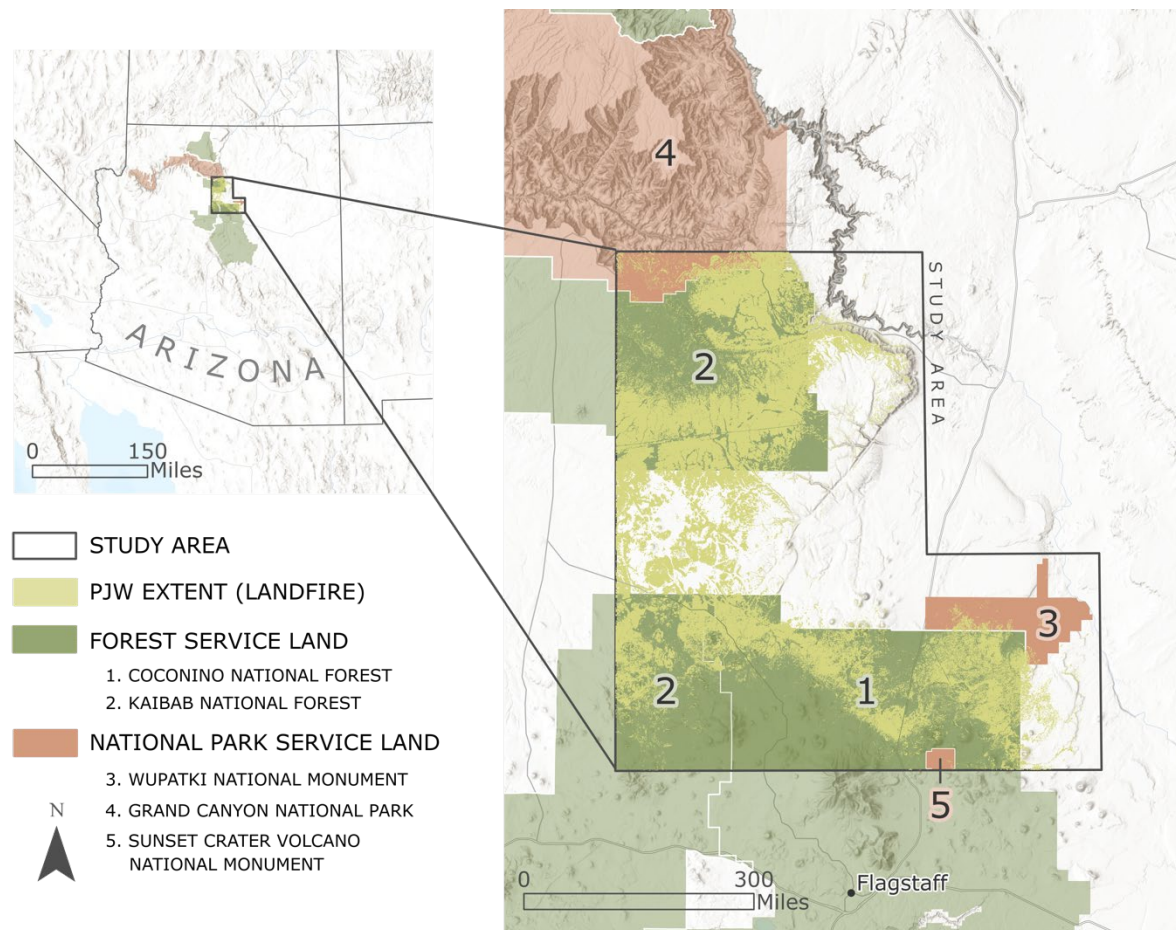 ARIZONA
0 150
Miles
STUDY AREA
PJW EXTENT (LANDFIRE)
FOREST SERVICE LAND
1. COCONINO NATIONAL FOREST
2. KAIBAB NATIONAL FOREST
NATIONAL PARK SERVICE LAND
3. WUPATKI NATIONAL MONUMENT
4. GRAND CANYON NATIONAL PARK
5. SUNSET CRATER VOLCANO
NATIONAL MONUMENT
N
4
STUDY AREA
2
3
2
1
5
Flagstaff
0 300
Miles